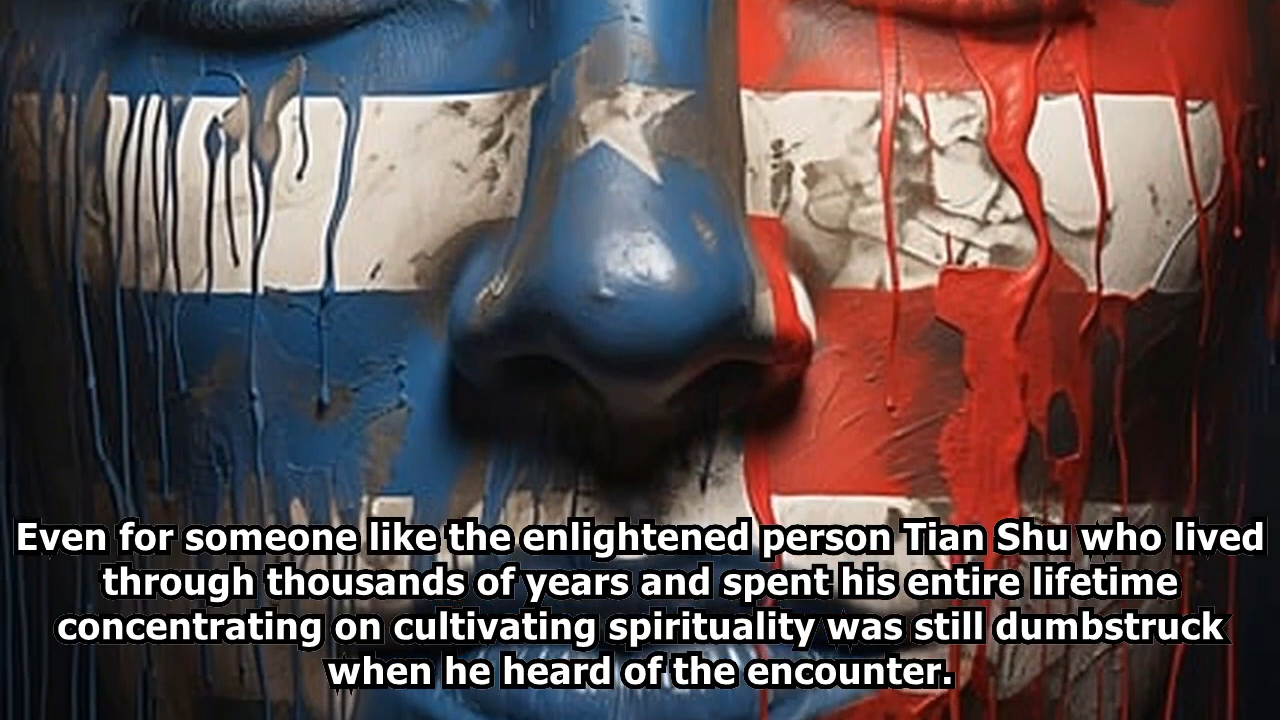 Even for someone like the enlightened person Tian Shu who lived
through thousands of years and spent his entire lifetime
concentrating on cultivating spirituality was still dumbstruck
when he heard of the encounter.